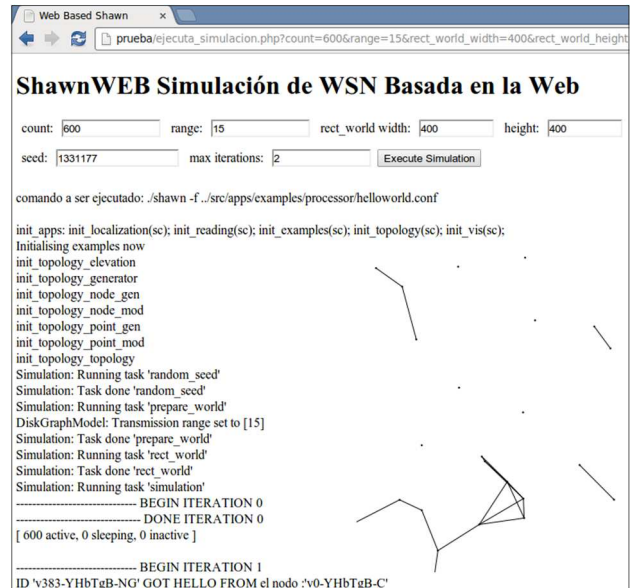 Web Based Shawn ×
prueba/ejecuta_simulacion.php?count=600&range=15&rect_world_width=400&rect_world_height
ShawnWEB Simulación de WSN Basada en la Web
count: 600 range: 15 rect_world width: 400 height: 400
seed: 1331177 max iterations: 2 Execute Simulation
comando a ser ejecutado: ./shawn -f ../src/apps/examples/processor/helloworld.conf
init_apps: init_localization(sc); init_reading(sc); init_examples(sc); init_topology(sc); init_vis(sc);
Initialising examples now
init_topology_elevation
init_topology_generator
init_topology_node_gen
init_topology_node_mod
init_topology_point_gen
init_topology_point_mod
init_topology_topology
Simulation: Running task 'random_seed'
Simulation: Task done 'random_seed'
Simulation: Running task 'prepare_world'
DiskGraphModel: Transmission range set to [15]
Simulation: Task done 'prepare_world'
Simulation: Running task 'rect_world'
Simulation: Task done 'rect_world'
Simulation: Running task 'simulation'
------------------------------ BEGIN ITERATION 0
------------------------------- DONE ITERATION 0
[ 600 active, 0 sleeping, 0 inactive ]
------------------------------ BEGIN ITERATION 1
ID 'v383-YHbTgB-NG' GOT HELLO FROM el nodo :'v0-YHbTgB-C'